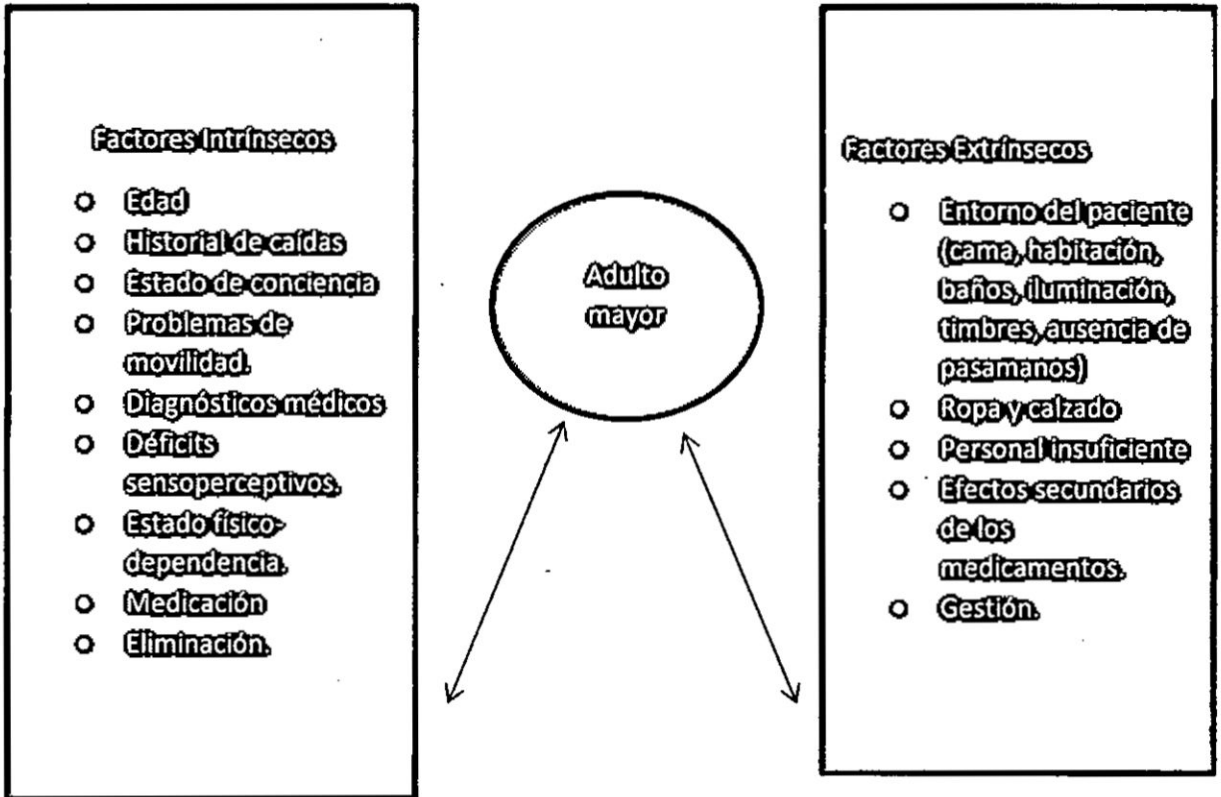 Factores Intrínsecos
Edad
Historial de caídas
Estado de conciencia
Problemas de
movilidad.
Diagnósticos médicos
Déficits
sensoperceptivos.
Estado físico-
dependencia.
Medicación
Eliminación.
Adulto
mayor
Factores Extrínsecos
Entorno del paciente
(cama, habitación,
baños, iluminación,
timbres, ausencia de
pasamanos)
Ropa y calzado
Personal insuficiente
Efectos secundarios
de los
medicamentos.
Gestión.